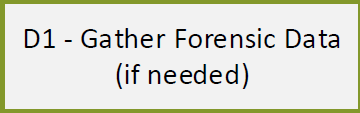 D1 - Gather Forensic Data
(if needed)